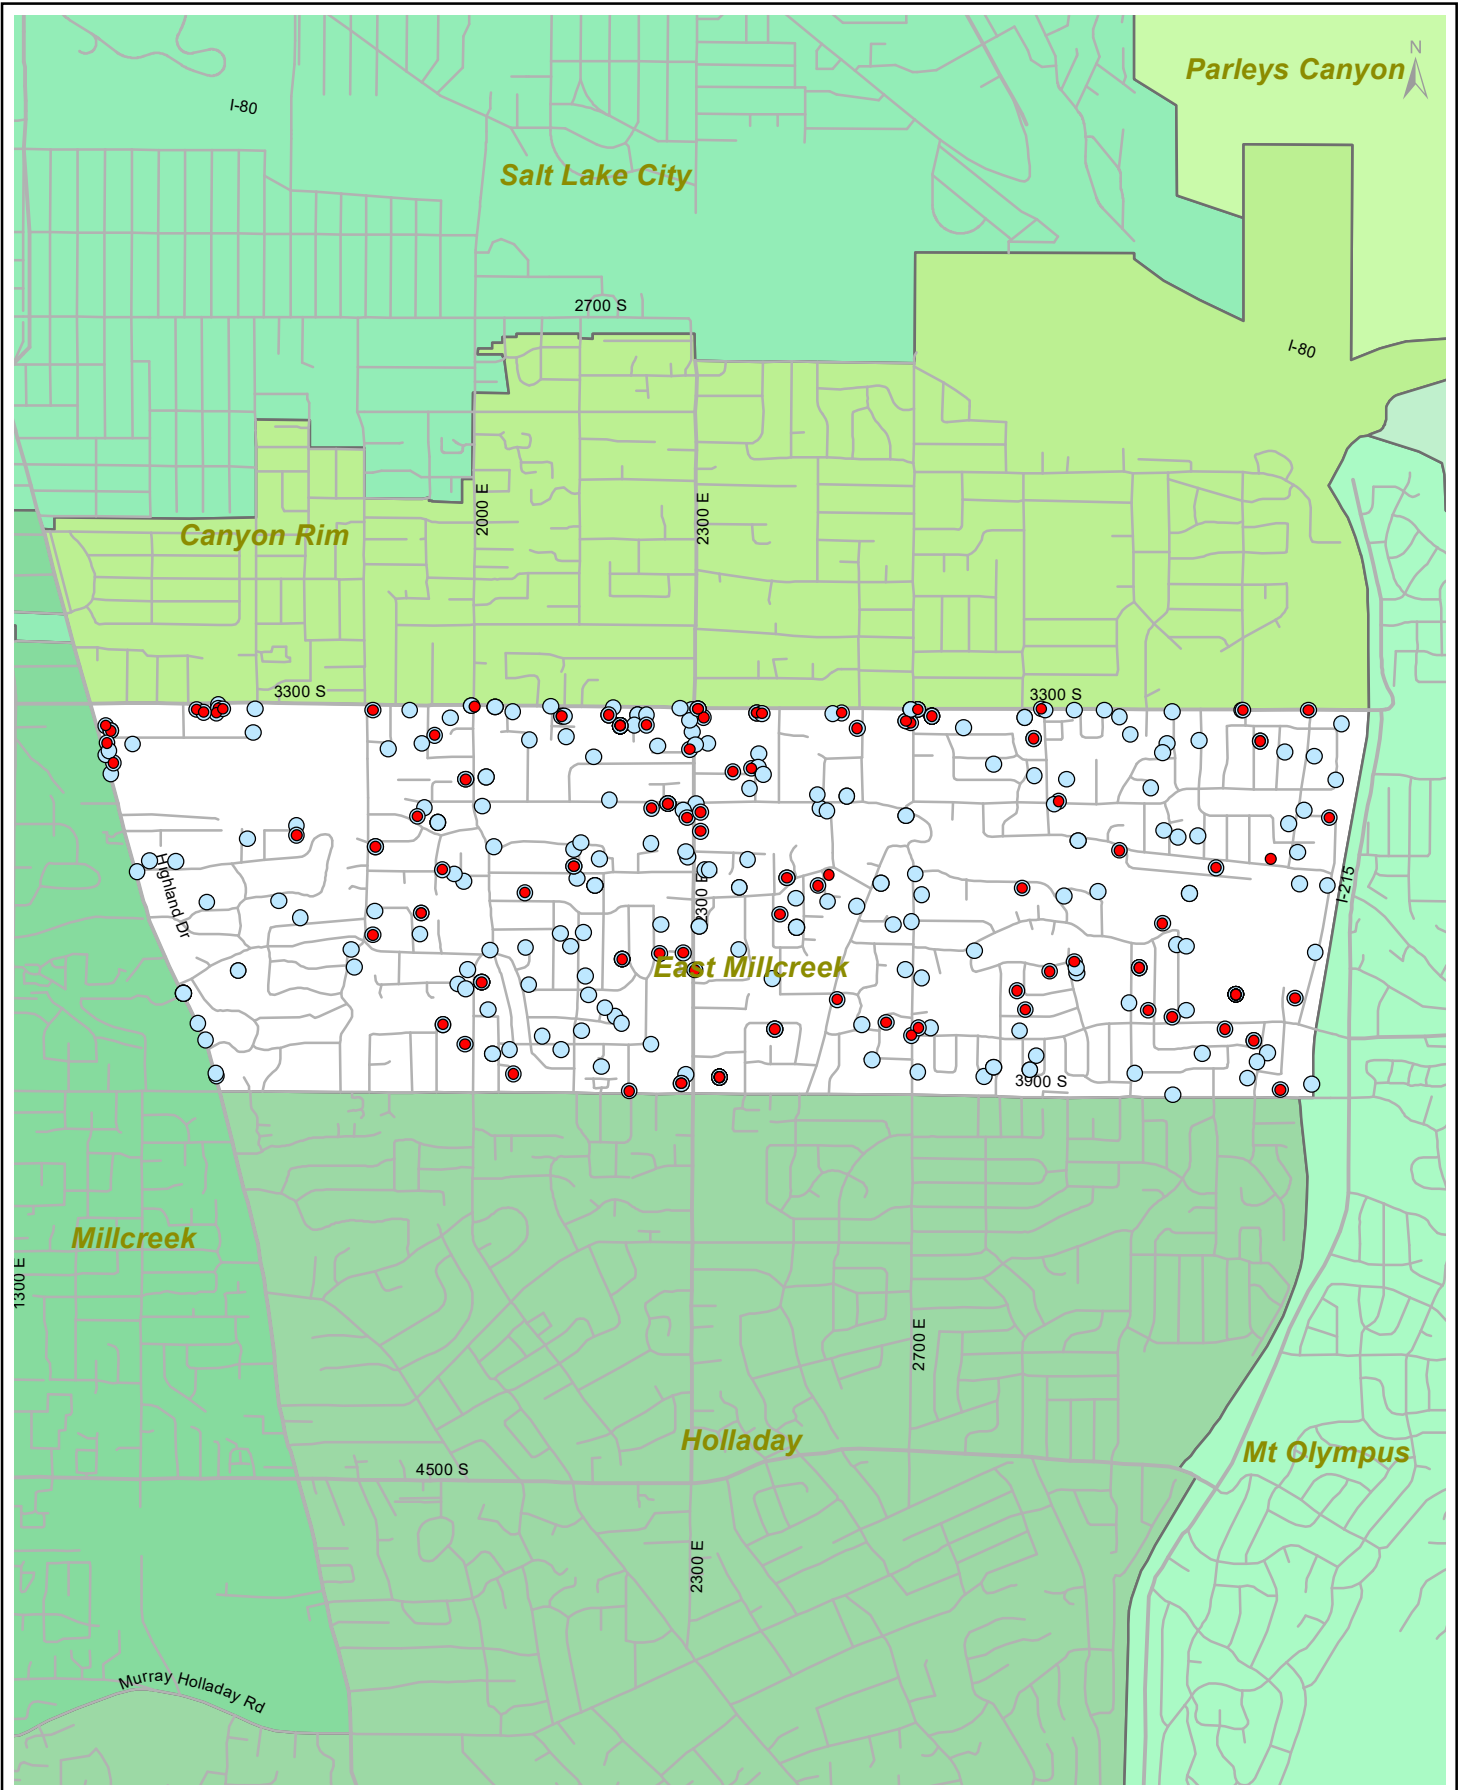 N
Parleys Canyon
I-80
Salt Lake City
2700 S
I-80
2000 E
2300 E
Canyon Rim
3300 S
3300 S
Highland Dr
2300 E
I-215
East Millcreek
3900 S
Millcreek
1300 E
2700 E
Holladay
Mt Olympus
4500 S
2300 E
Murray Holladay Rd